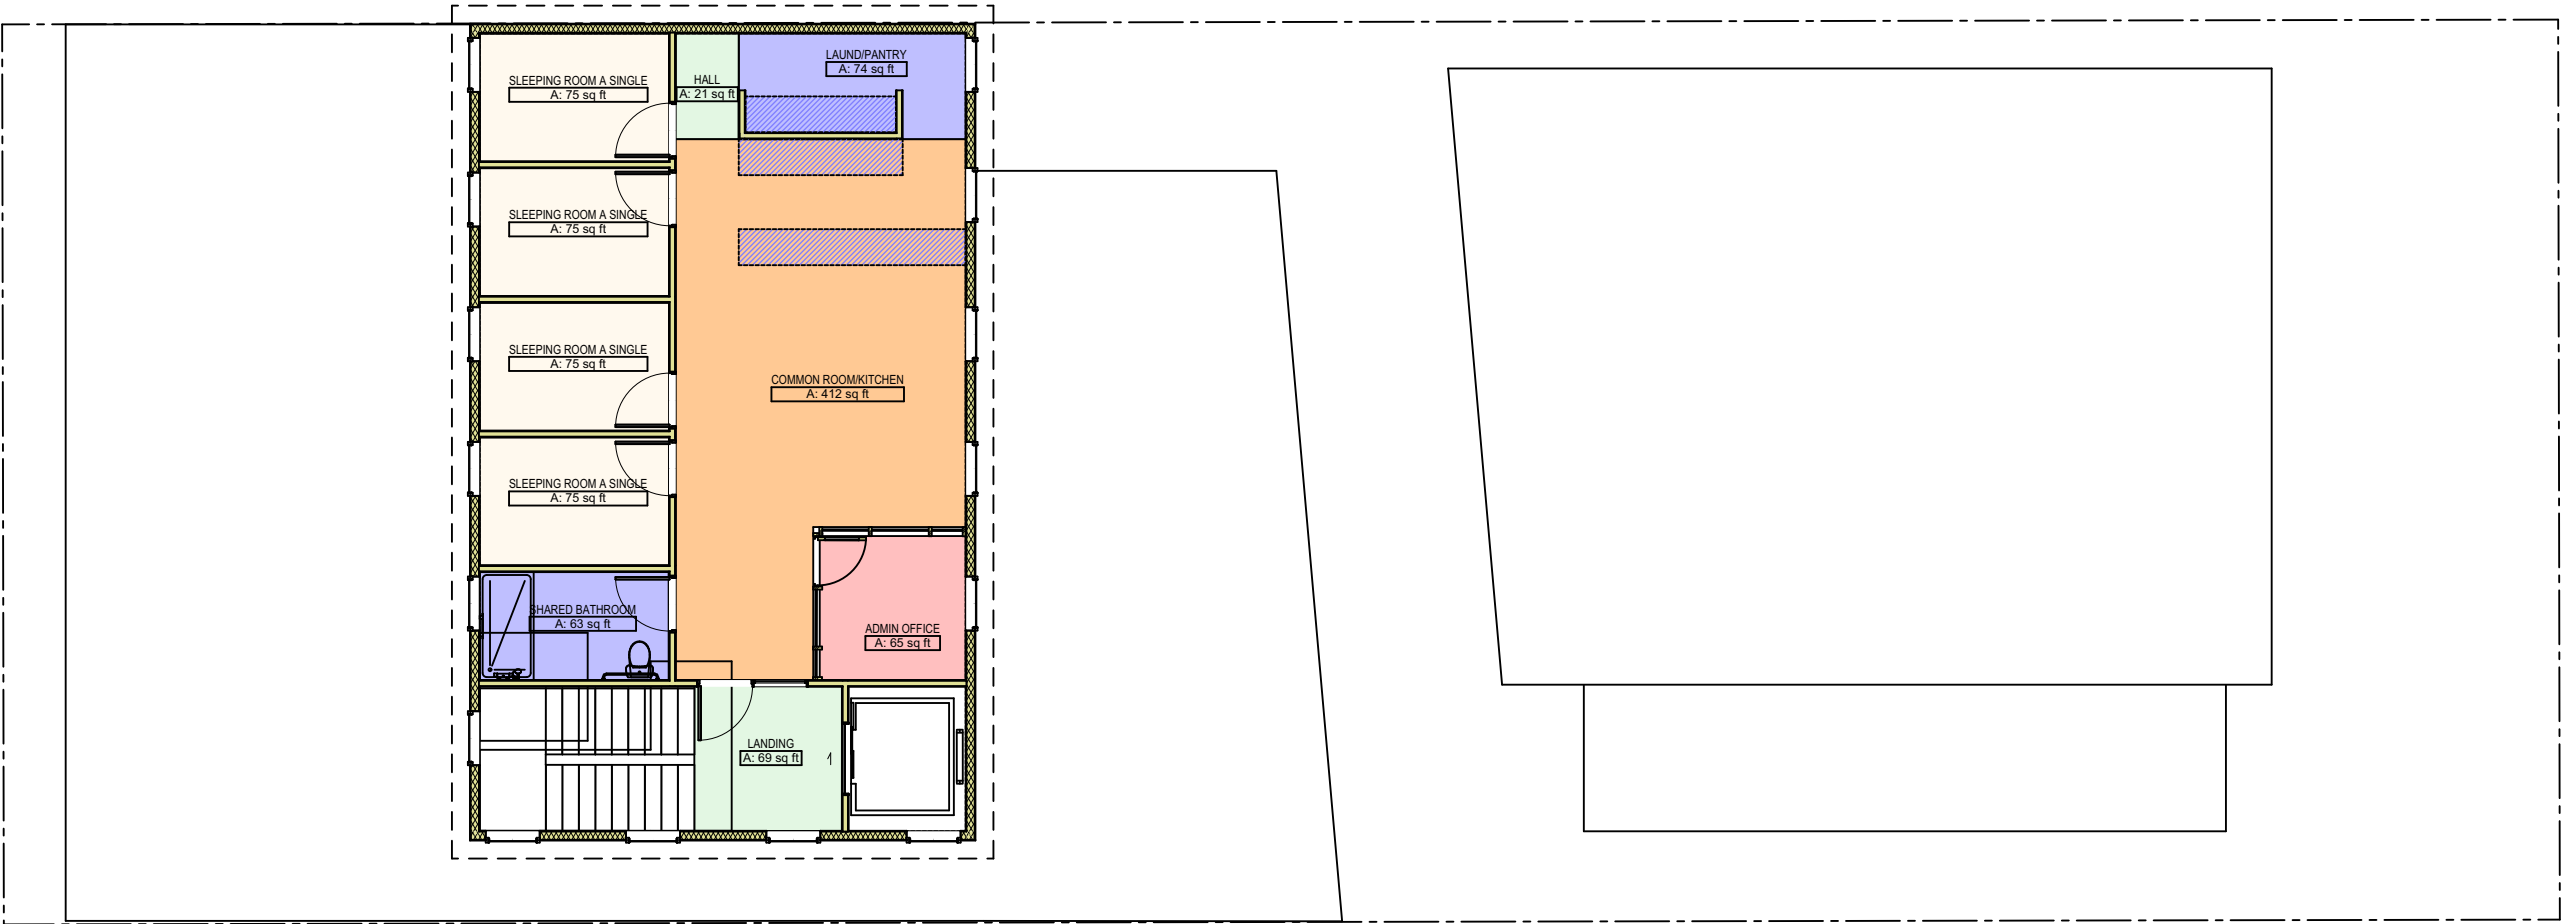 SLEEPING ROOM A SINGLE
A: 75 sq ft
HALL
A: 21 sq ft
LAUND/PANTRY
A: 74 sq ft
SLEEPING ROOM A SINGLE
A: 75 sq ft
SLEEPING ROOM A SINGLE
A: 75 sq ft
COMMON ROOM/KITCHEN
A: 412 sq ft
SLEEPING ROOM A SINGLE
A: 75 sq ft
SHARED BATHROOM
A: 63 sq ft
ADMIN OFFICE
A: 65 sq ft
LANDING
A: 69 sq ft